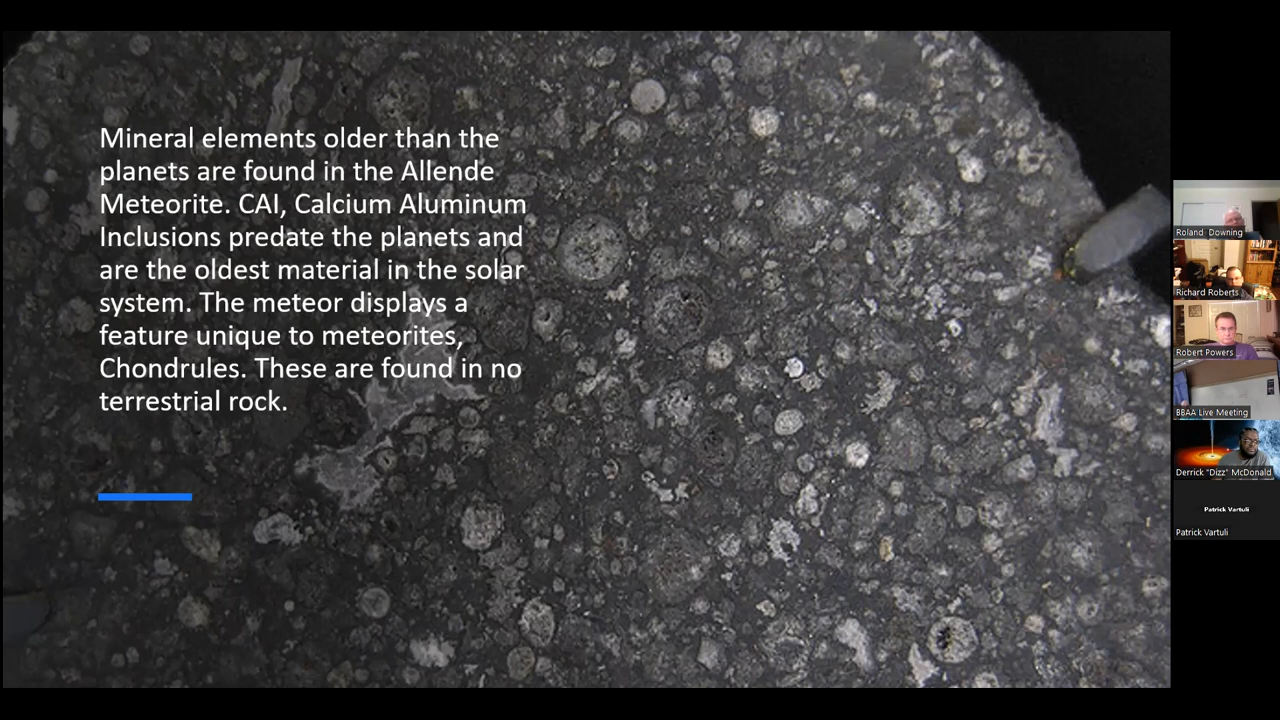 Mineral elements older than the
planets are found in the Allende
Meteorite. CAI, Calcium Aluminum
Inclusions predate the planets and
are the oldest material in the solar
system. The meteor displays a
feature unique to meteorites,
Chondrules. These are found in no
terrestrial rock.
Roland Downing
Richard Roberts
Robert Powers
BBAA Live Meeting
Derrick "Dizz" McDonald
Patrick Vartuli
Patrick Vartuli